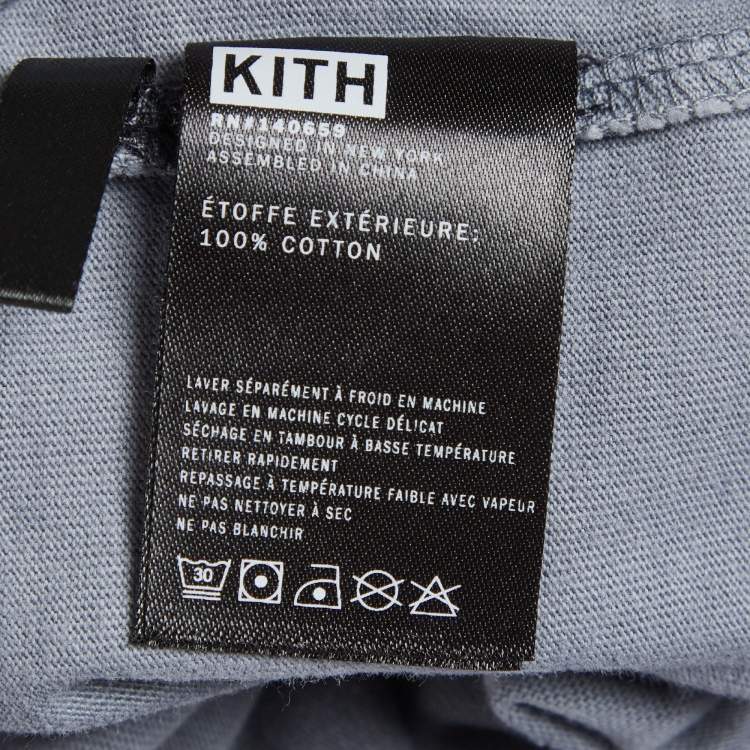 KITH
RN#140659
DESIGNED IN NEW YORK
ASSEMBLED IN CHINA
ÉTOFFE EXTÉRIEURE:
100% COTTON
LAVER SÉPARÉMENT À FROID EN MACHINE
LAVAGE EN MACHINE CYCLE DÉLICAT
SÉCHAGE EN TAMBOUR À BASSE TEMPÉRATURE
RETIRER RAPIDEMENT
REPASSAGE À TEMPÉRATURE FAIBLE AVEC VAPEUR
NE PAS NETTOYER À SEC
NE PAS BLANCHIR
30